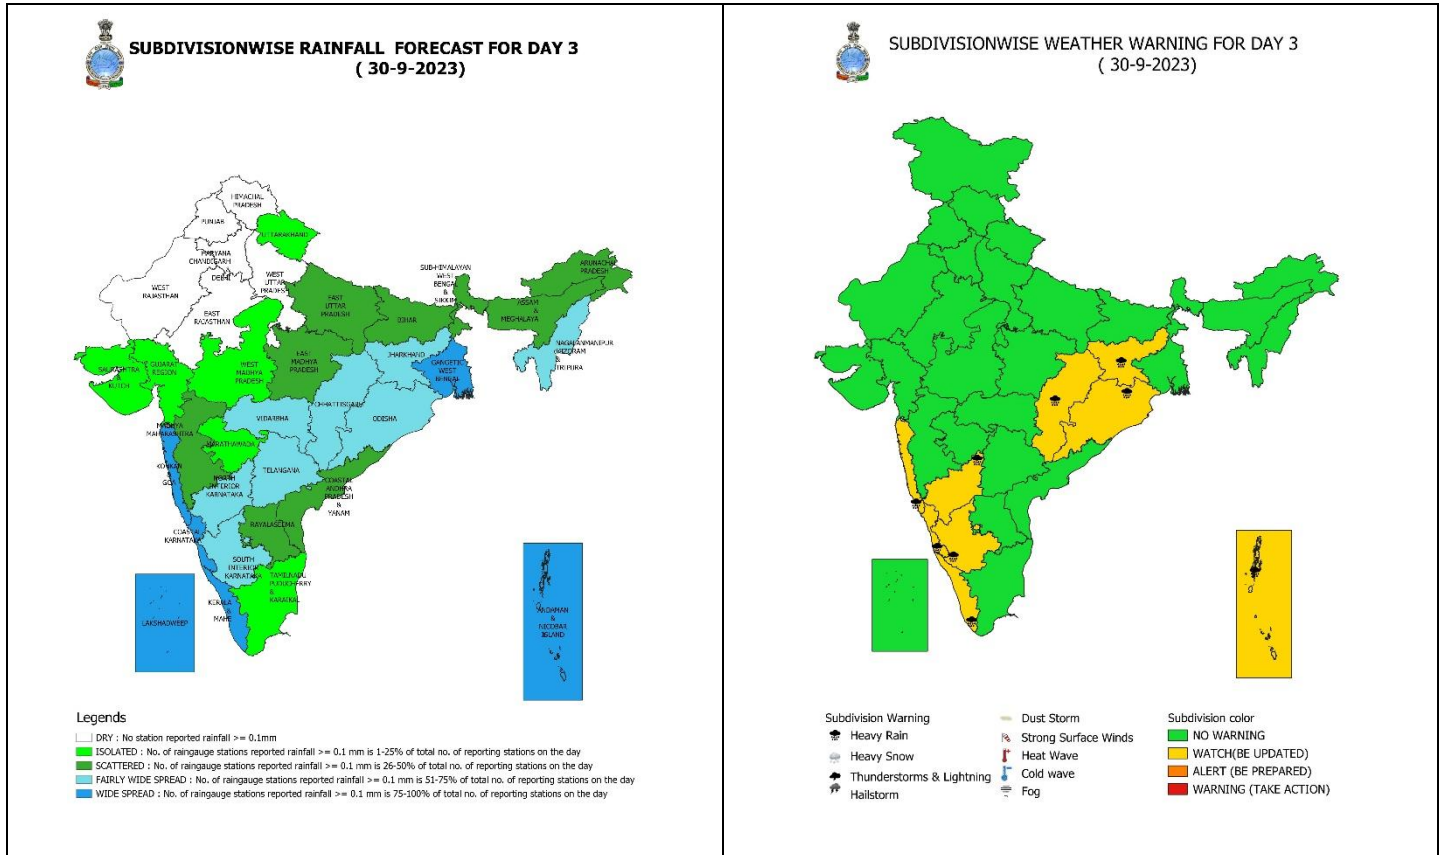 SUBDIVISIONWISE RAINFALL FORECAST FOR DAY 3
( 30-9-2023)
HIMACHAL
PRADESH
PUNJAB
UTTARAKHAND
HARYANA
CHANDIGARH
DELHI
WEST
UTTAR
PRADESH
WEST
RAJASTHAN
EAST
RAJASTHAN
EAST
UTTAR
PRADESH
BIHAR
SUB-HIMALAYAN
WEST
BENGAL
&
SIKKIM
ARUNACHAL
PRADESH
ASSAM
&
MEGHALAYA
NAGALANMANIPUR
MIZORAM
&
TRIPURA
SAURASHTRA
&
KUTCH
GUJARAT
REGION
WEST
MADHYA
PRADESH
EAST
MADHYA
PRADESH
JHARKHAND
GANGETIC
WEST
BENGAL
CHHATTISGARH
ODISHA
VIDARBHA
MADHYA
MAHARASHTRA
MARATHAWADA
KONKAN
&
GOA
TELANGANA
NORTH
INTERIOR
KARNATAKA
COASTAL
ANDHRA
PRADESH
&
YANAM
RAYALASEEMA
COASTAL
KARNATAKA
SOUTH
INTERIOR
KARNATAKA
TAMILNADU
PUDUCHERRY
&
KARAIKAL
KERALA
&
MAHE
LAKSHADWEEP
ANDAMAN
&
NICOBAR
ISLAND
Legends
DRY : No station reported rainfall >= 0.1mm
ISOLATED : No. of raingauge stations reported rainfall >= 0.1 mm is 1-25% of total no. of reporting stations on the day
SCATTERED : No. of raingauge stations reported rainfall >= 0.1 mm is 26-50% of total no. of reporting stations on the day
FAIRLY WIDE SPREAD : No. of raingauge stations reported rainfall >= 0.1 mm is 51-75% of total no. of reporting stations on the day
WIDE SPREAD : No. of raingauge stations reported rainfall >= 0.1 mm is 75-100% of total no. of reporting stations on the day
SUBDIVISIONWISE WEATHER WARNING FOR DAY 3
( 30-9-2023)
Subdivision Warning
Heavy Rain
Heavy Snow
Thunderstorms & Lightning
Hailstorm
Dust Storm
Strong Surface Winds
Heat Wave
Cold wave
Fog
Subdivision color
NO WARNING
WATCH(BE UPDATED)
ALERT (BE PREPARED)
WARNING (TAKE ACTION)